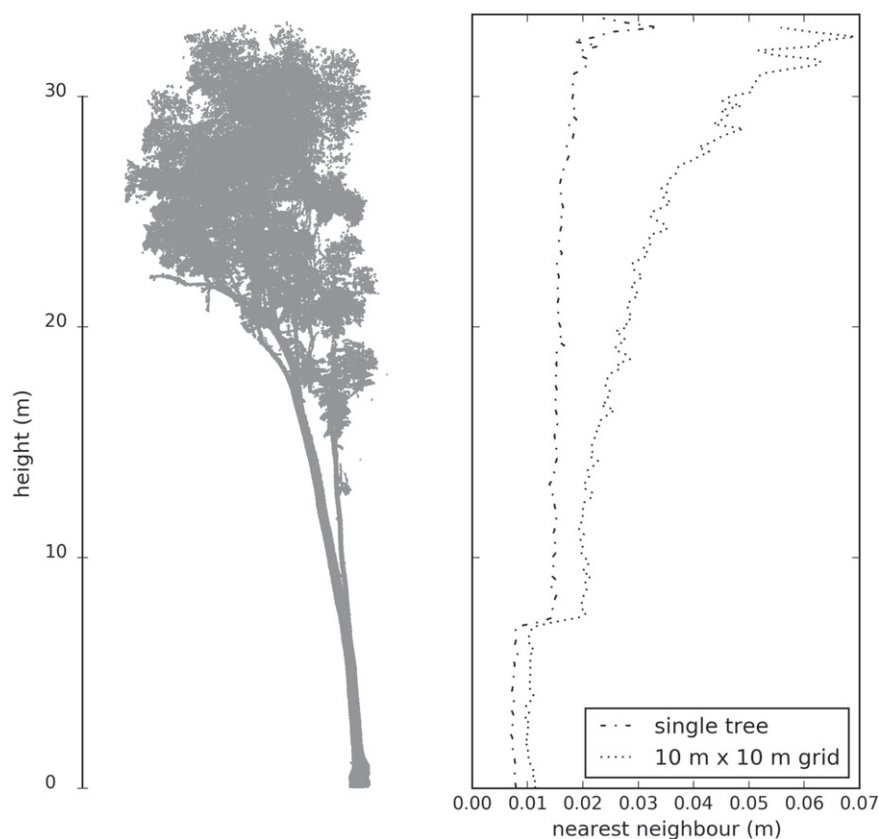 height (m)
30
20
10
0
single tree
10 m x 10 m grid
0.00 0.01 0.02 0.03 0.04 0.05 0.06 0.07
nearest neighbour (m)